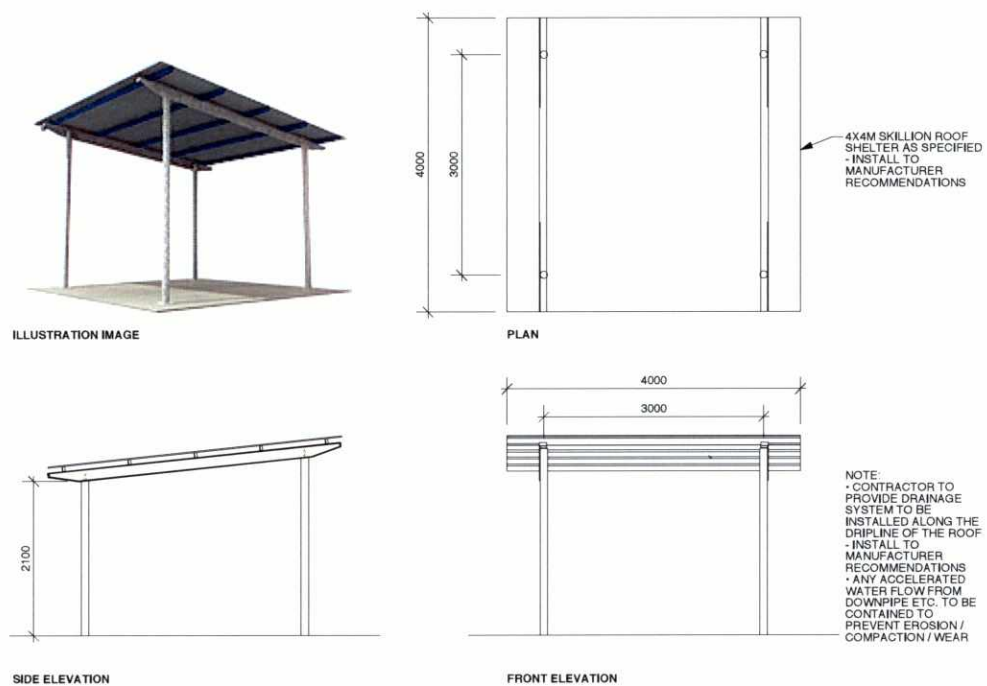 4000
3000
4X4M SKILLION ROOF
SHELTER AS SPECIFIED
- INSTALL TO
MANUFACTURER
RECOMMENDATIONS
ILLUSTRATION IMAGE
PLAN
4000
3000
2100
NOTE:
• CONTRACTOR TO
PROVIDE DRAINAGE
SYSTEM TO BE
INSTALLED ALONG THE
DRIPLINE OF THE ROOF
- INSTALL TO
MANUFACTURER
RECOMMENDATIONS
• ANY ACCELERATED
WATER FLOW FROM
DOWNPIPE ETC. TO BE
CONTAINED TO
PREVENT EROSION /
COMPACTION / WEAR
SIDE ELEVATION
FRONT ELEVATION